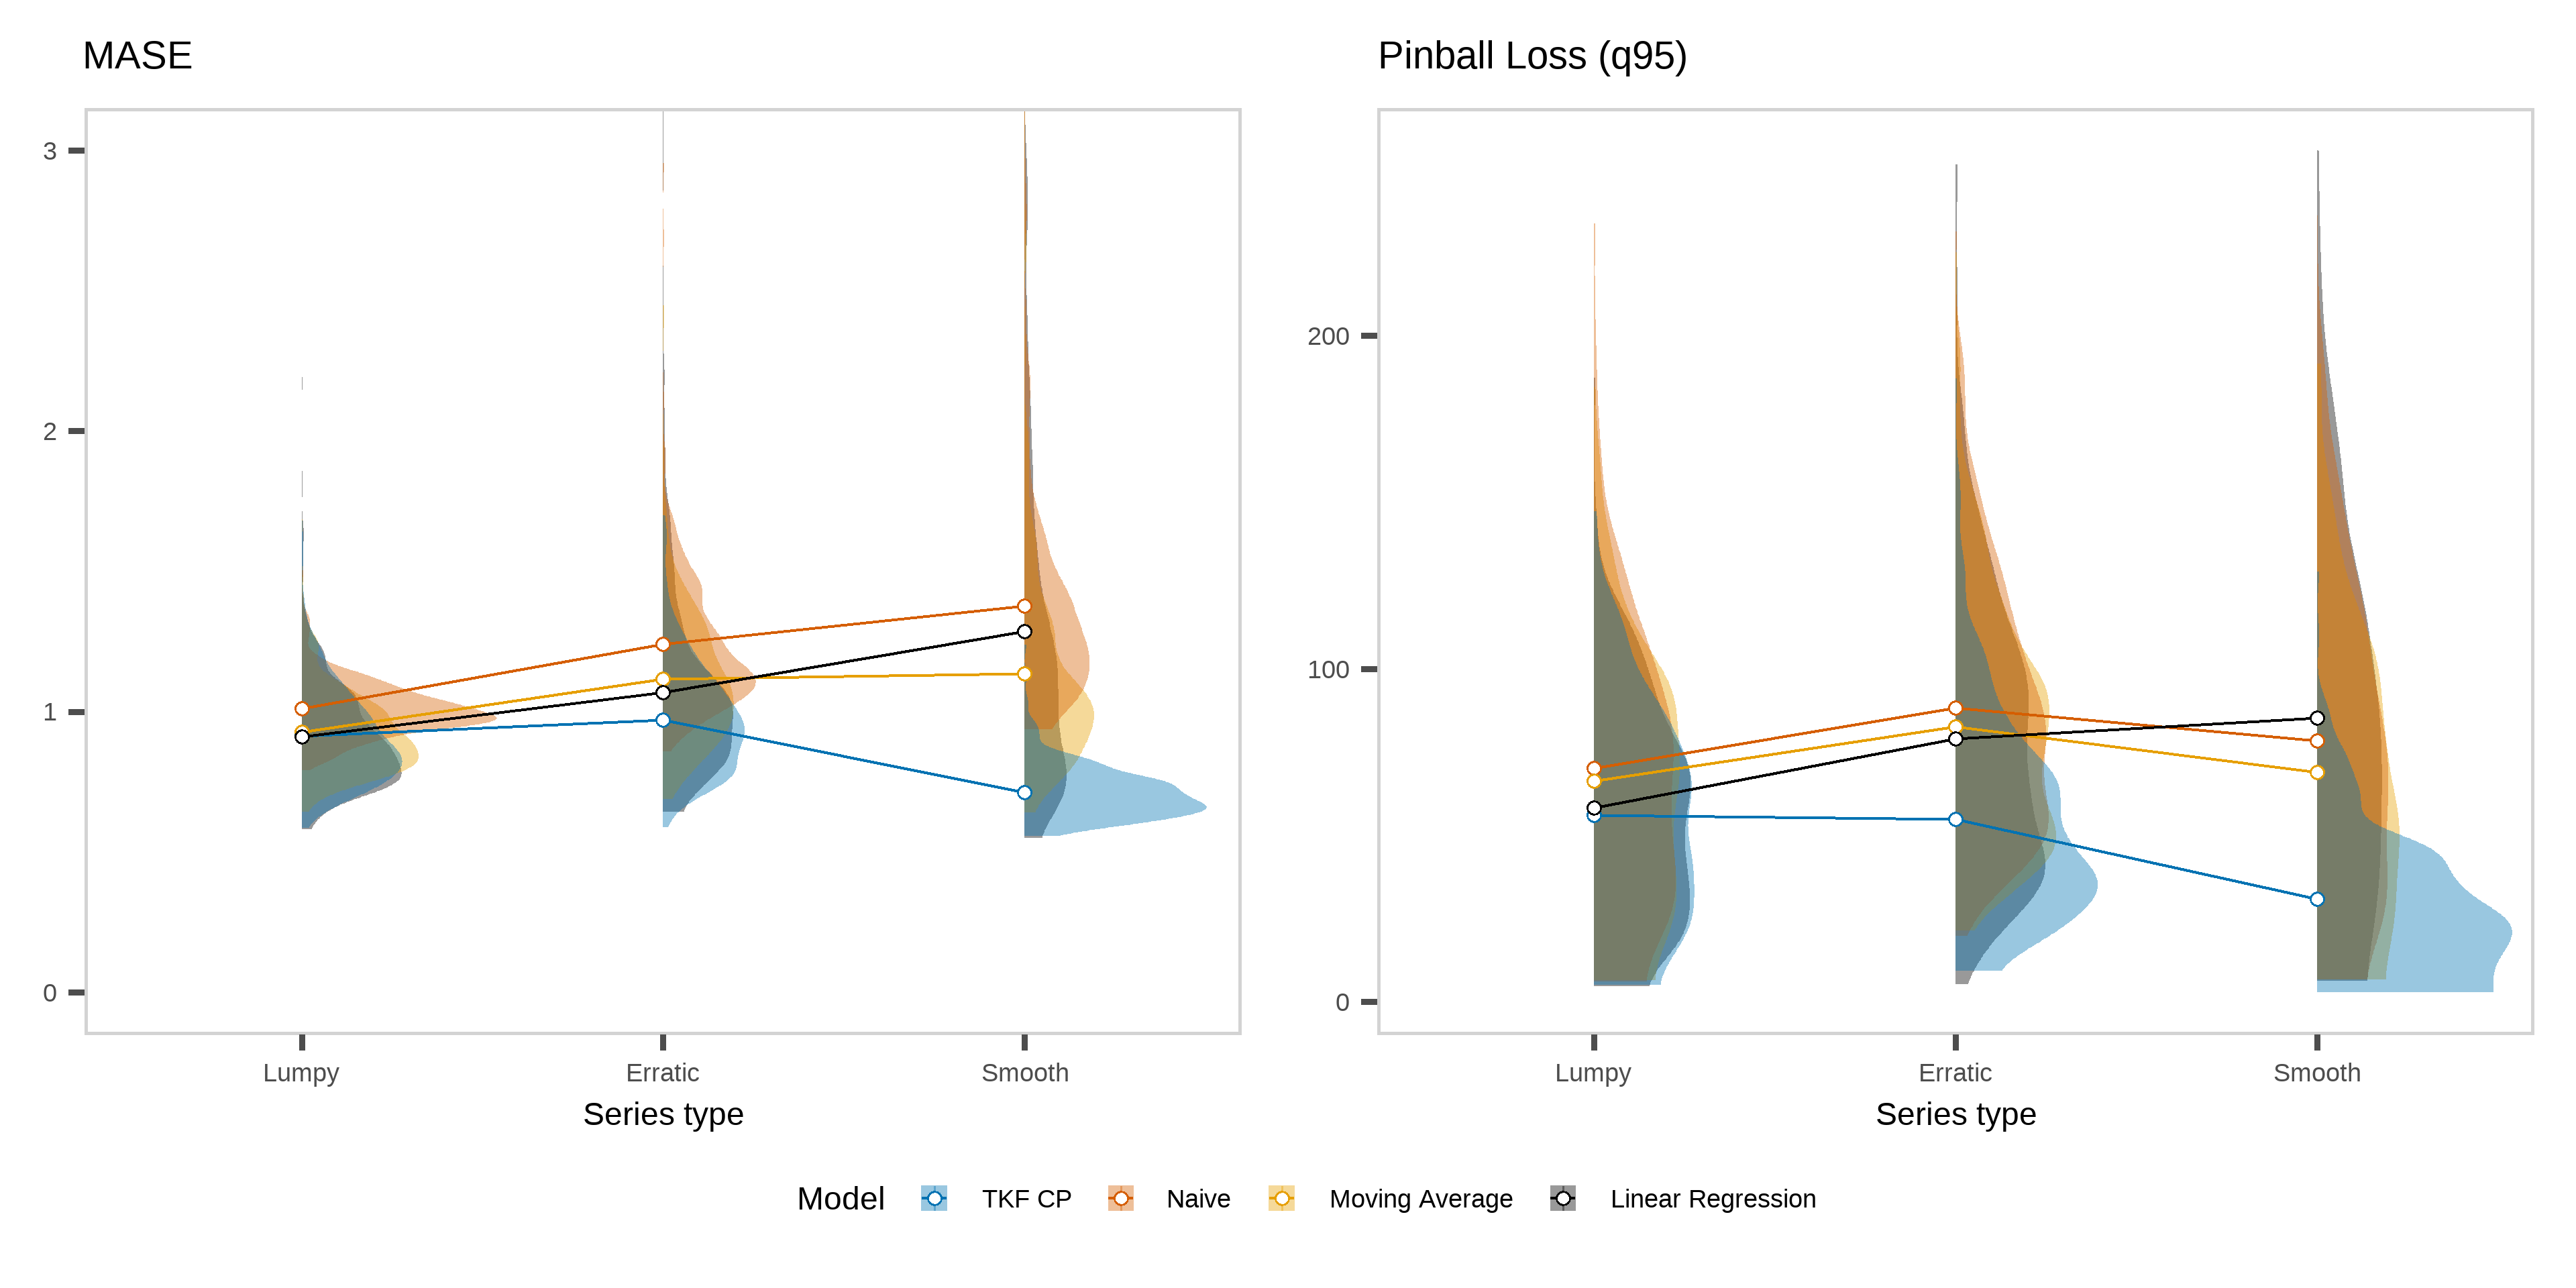 MASE
Pinball Loss (q95)
3
2
1
0
200
100
0
Lumpy
Erratic
Smooth
Series type
Lumpy
Erratic
Smooth
Series type
Model TKF CP Naive Moving Average Linear Regression